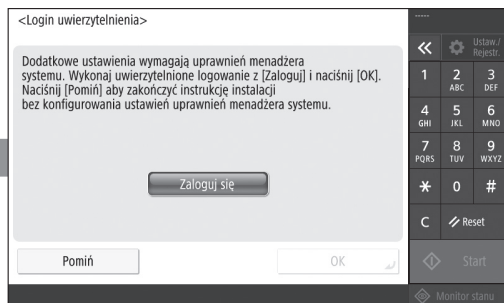 <Login uwierzytelnienia>
Dodatkowe ustawienia wymagają uprawnień menadżera
systemu. Wykonaj uwierzytelnione logowanie z [Zaloguj] i naciśnij [OK].
Naciśnij [Pomiń] aby zakończyć instrukcję instalacji
bez konfigurowania ustawień uprawnień menadżera systemu.
Zaloguj się
Pomiń
OK
-----
Ustaw./
Rejestr.
1 2 3
ABC DEF
4 5 6
GHI JKL MNO
7 8 9
PQRS TUV WXYZ
* 0 #
C Reset
Start
Monitor stanu